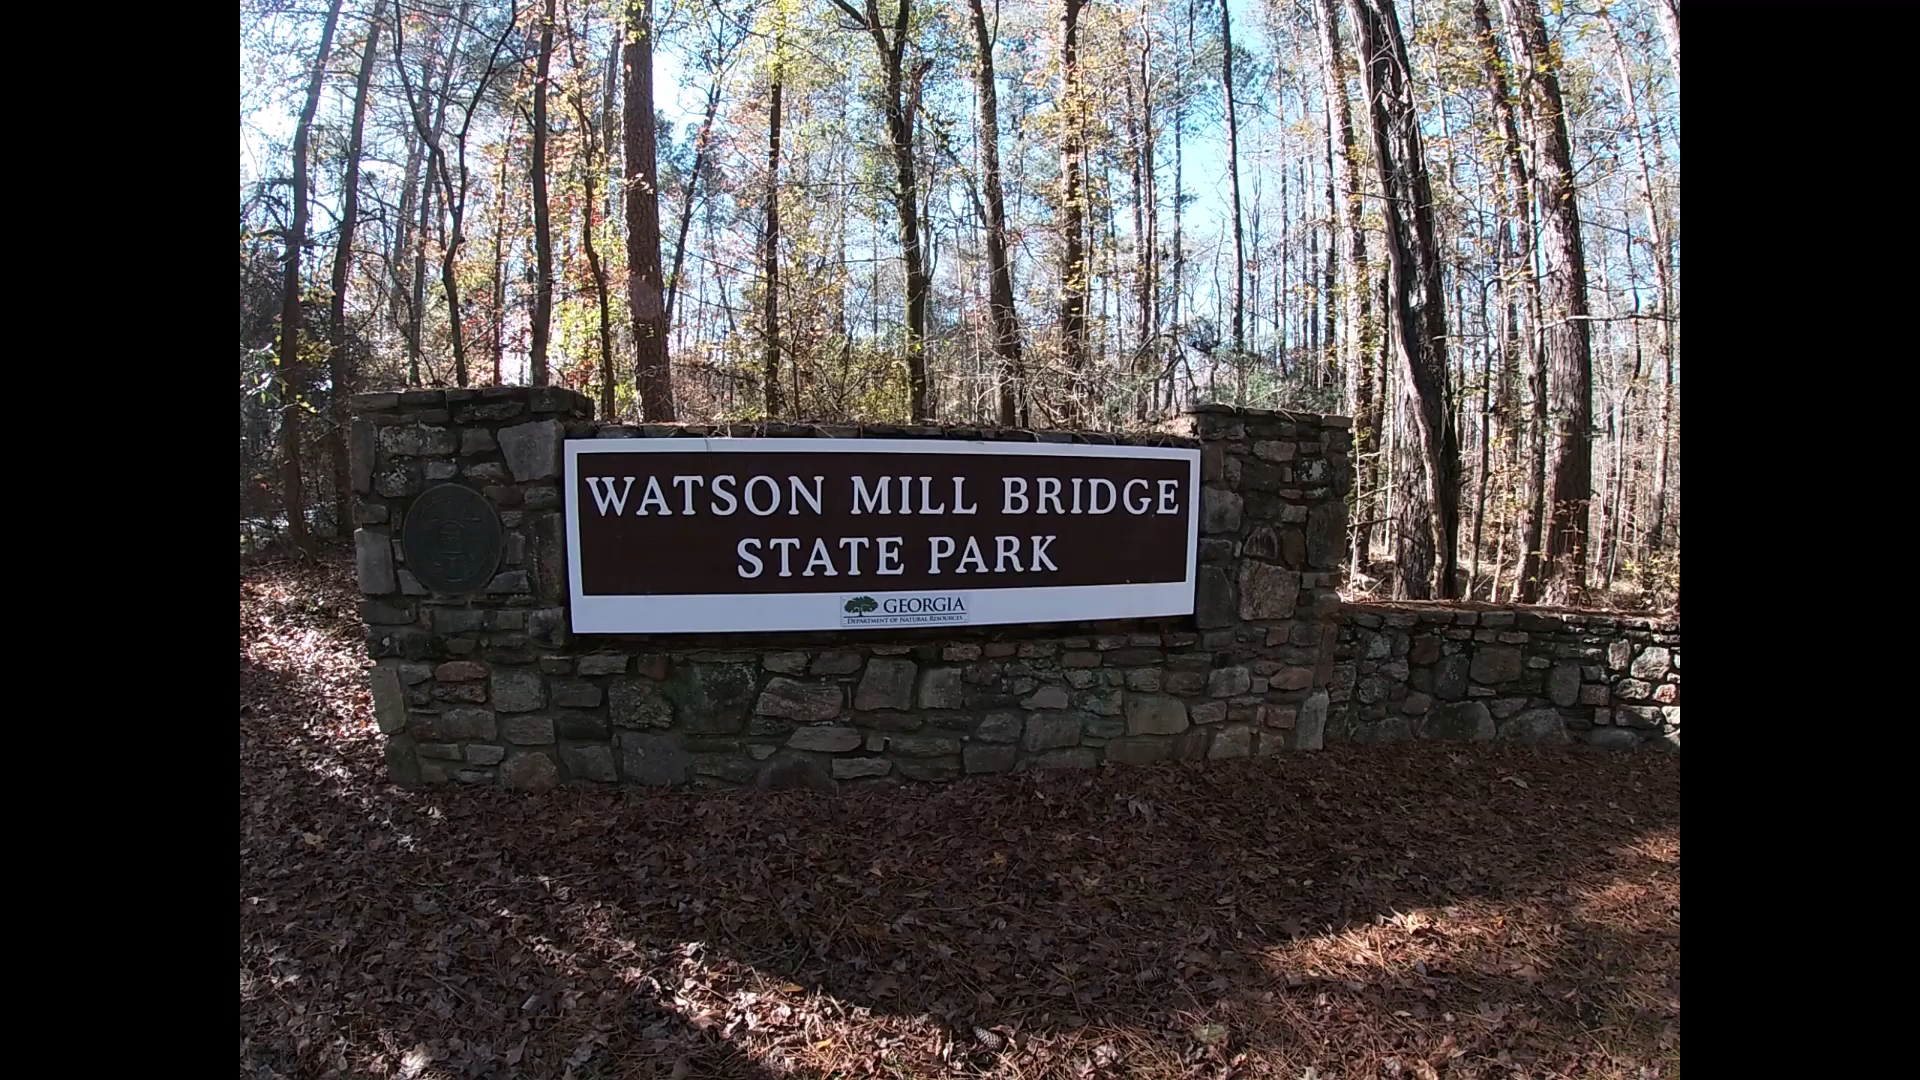 WATSON MILL BRIDGE
STATE PARK
GEORGIA
DEPARTMENT OF NATURAL RESOURCES